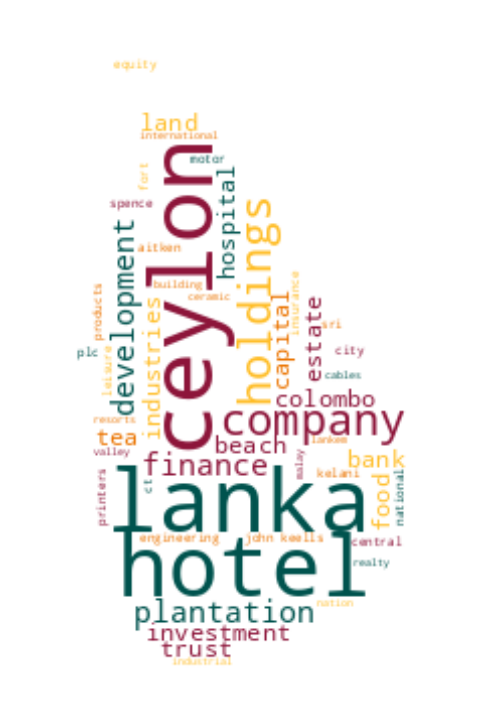 equity
land
international
motor
fort
hospital
ceylon
spence
holdings
development
aitken
building
ceramic
insurance
products
capital
industries
estate
sri
plc
leisure
city
cables
colombo
resorts
company
tea
beach
lankem
valley
finance
malay
bank
kelani
lanka
ct
printers
food
national
engineering
john keells
central
hotel
realty
plantation
nation
investment
trust
industrial